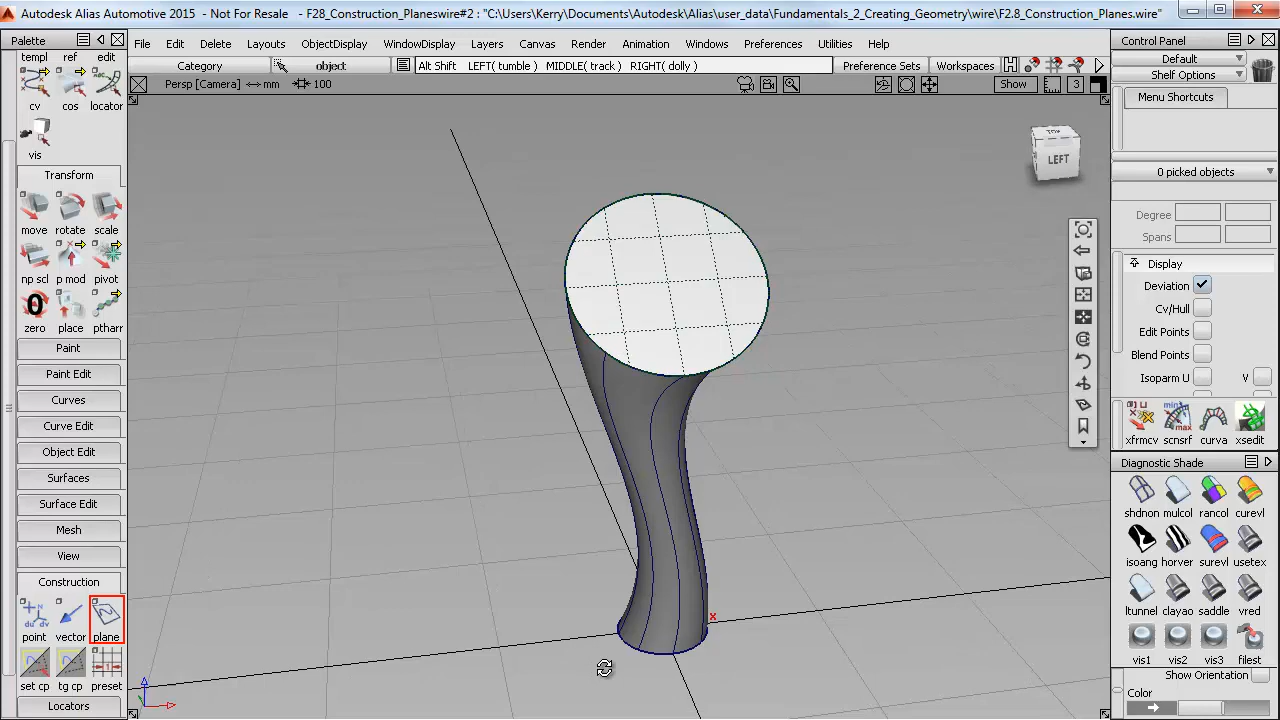 Autodesk Alias Automotive 2015 - Not For Resale - F28_Construction_Planeswire#2 : "C:\Users\Kerry\Documents\Autodesk\Alias\user_data\Fundamentals_2_Creating_Geometry\wire\F2.8_Construction_Planes.wire"
Palette
File Edit Delete Layouts ObjectDisplay WindowDisplay Layers Canvas Render Animation Windows Preferences Utilities Help
Control Panel
templ ref edit
Category object Alt Shift LEFT( tumble ) MIDDLE( track ) RIGHT( dolly ) Preference Sets Workspaces
Default
Shelf Options
Persp [Camera] mm 100 Show 3
Menu Shortcuts
cv cos locator
vis
TOP
LEFT
Transform
0 picked objects
move rotate scale
Degree
Spans
np scl p mod pivot
Display
Deviation
0
zero place ptharr
Cv/Hull
Edit Points
Paint
Blend Points
Paint Edit
Isoparm U V
Curves
Curve Edit
xfrmcv scnsrf curva xsedit
Object Edit
Diagnostic Shade
Surfaces
Surface Edit
shdnon mulcol rancol curevl
Mesh
View
isoang horver surevl usetex
Construction
ltunnel clayao saddle vred
point vector plane
x
vis1 vis2 vis3 filest
set cp tg cp preset
Show Orientation
Color
Locators